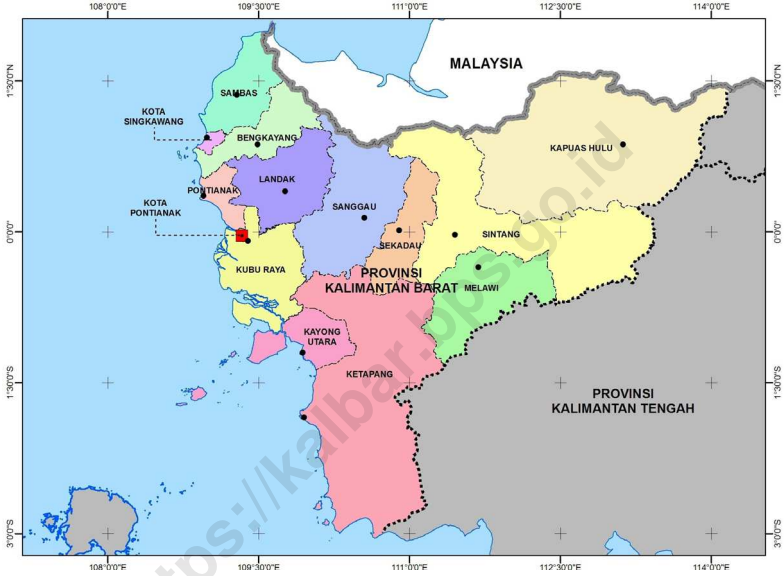 108°0'0"E 109°30'0"E 111°0'0"E 112°30'0"E 114°0'0"E
1°30'0"N
0°0'0"
1°30'0"S
3°0'0"S
MALAYSIA
SAMBAS
KOTA
SINGKAWANG
BENGKAYANG
KAPUAS HULU
LANDAK
PONTIANAK
KOTA
PONTIANAK
SANGGAU
SINTANG
SEKADAU
KUBU RAYA
PROVINSI
KALIMANTAN BARAT
MELAWI
KAYONG
UTARA
KETAPANG
PROVINSI
KALIMANTAN TENGAH
1°30'0"N
0°0'0"
1°30'0"S
3°0'0"S
108°0'0"E 109°30'0"E 111°0'0"E 112°30'0"E 114°0'0"E
tps://kalbar.bps.go.id